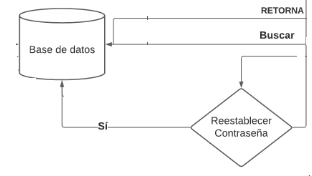 RETORNA
Buscar
Base de datos
Reestablecer
Contraseña
Sí